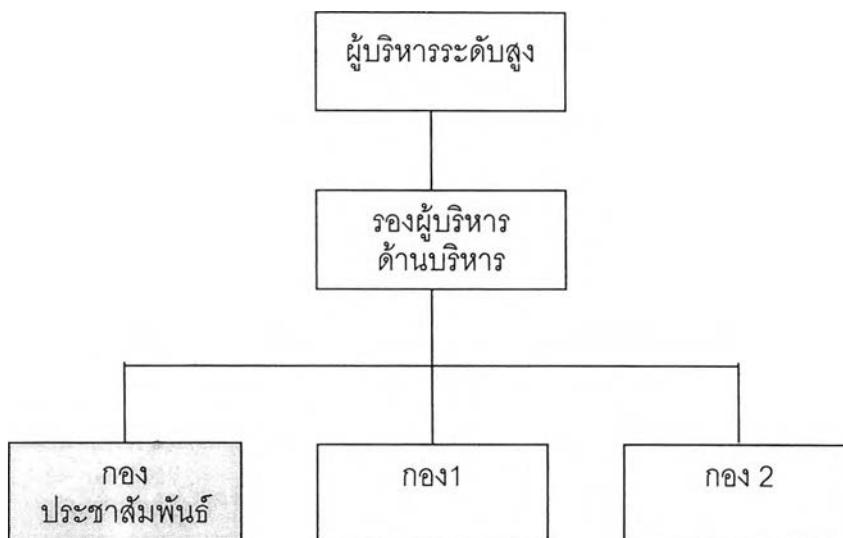 ผู้บริหารระดับสูง
รองผู้บริหาร
ด้านบริหาร
กอง
ประชาสัมพันธ์
กอง1
กอง 2